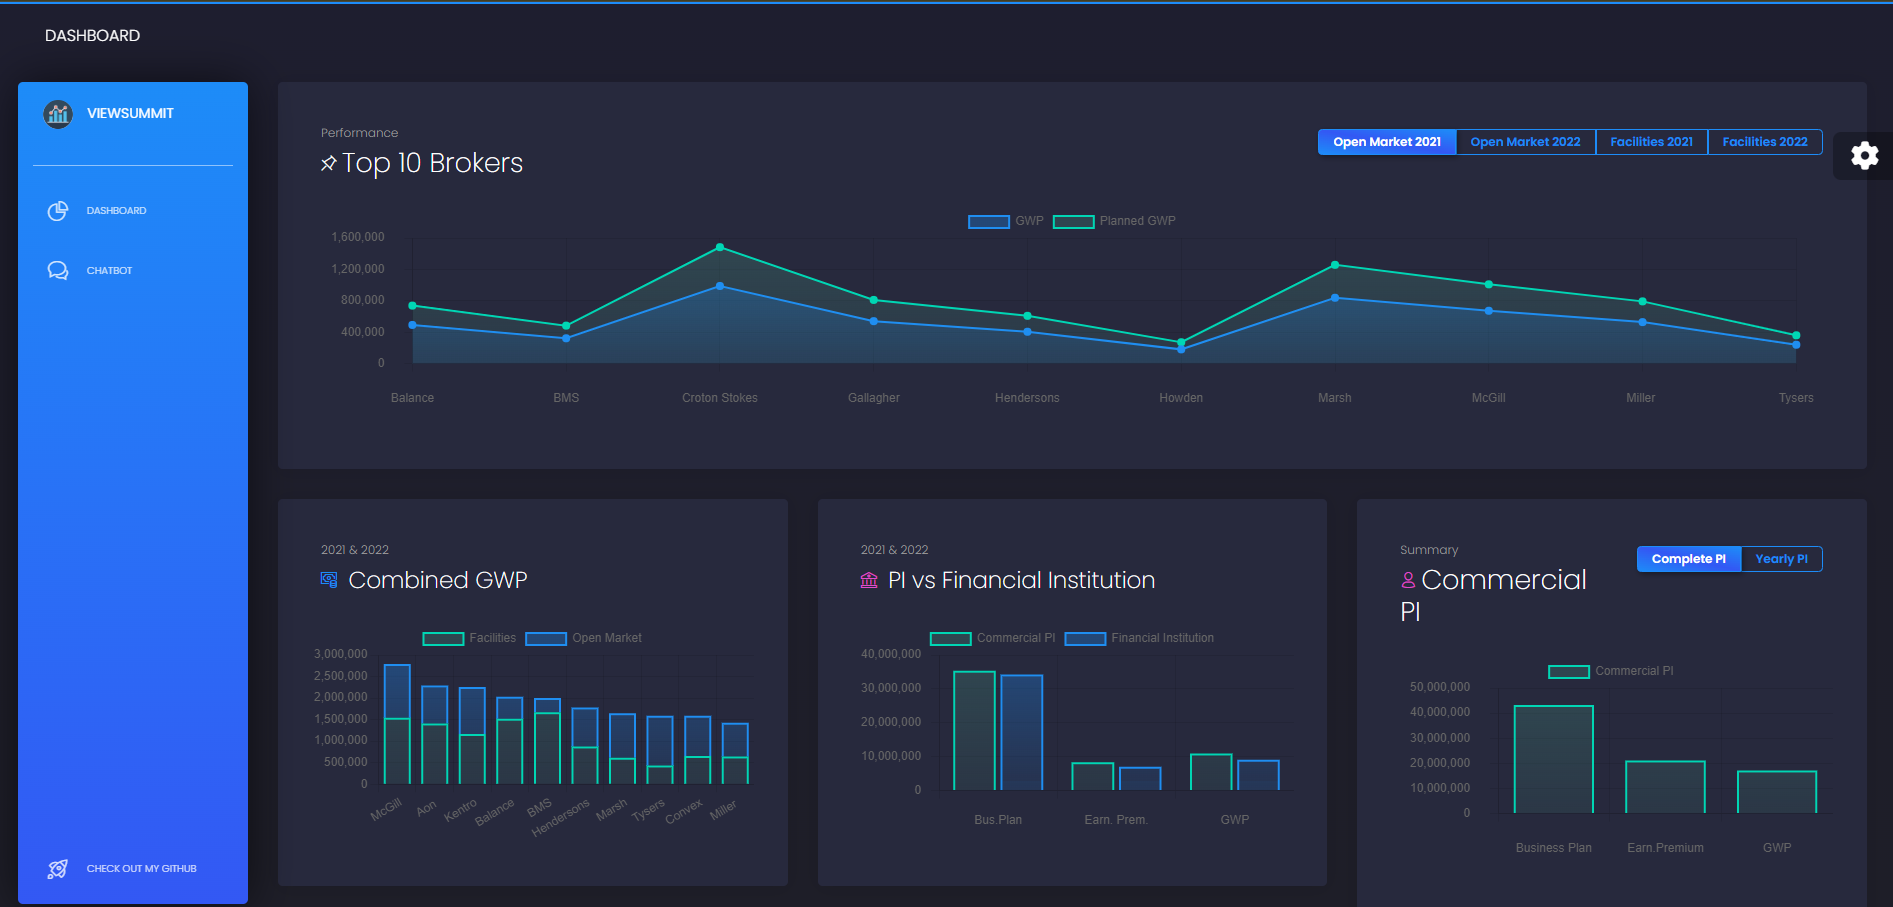 DASHBOARD
VIEWSUMMIT
DASHBOARD
CHATBOT
CHECK OUT MY GITHUB
Performance
Top 10 Brokers
Open Market 2021 Open Market 2022 Facilities 2021 Facilities 2022
GWP Planned GWP
1,600,000
1,200,000
800,000
400,000
0
Balance BMS Croton Stokes Gallagher Hendersons Howden Marsh McGill Miller Tysers
2021 & 2022
Combined GWP
Facilities Open Market
3,000,000
2,500,000
2,000,000
1,500,000
1,000,000
500,000
0
McGill Aon Kentro Balance BMS Hendersons Marsh Tysers Convex Miller
2021 & 2022
PI vs Financial Institution
Commercial PI Financial Institution
40,000,000
30,000,000
20,000,000
10,000,000
0
Bus.Plan Earn. Prem. GWP
Summary
Commercial
PI
Complete PI Yearly PI
Commercial PI
50,000,000
40,000,000
30,000,000
20,000,000
10,000,000
0
Business Plan Earn.Premium GWP